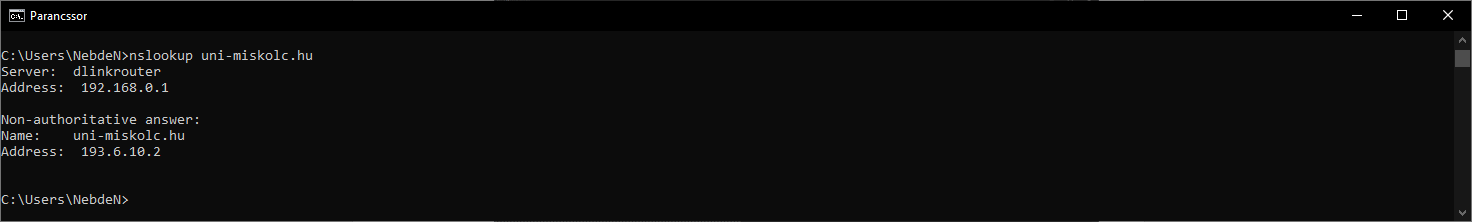 Parancssor
C:\Users\NebdeN>nslookup uni-miskolc.hu
Server:  dlinkrouter
Address:  192.168.0.1
Non-authoritative answer:
Name:    uni-miskolc.hu
Address:  193.6.10.2
C:\Users\NebdeN>